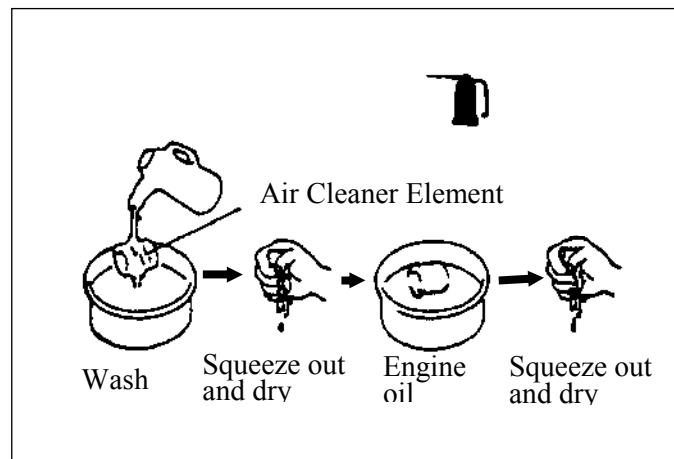 Air Cleaner Element
Wash
Squeeze out
and dry
Engine
oil
Squeeze out
and dry